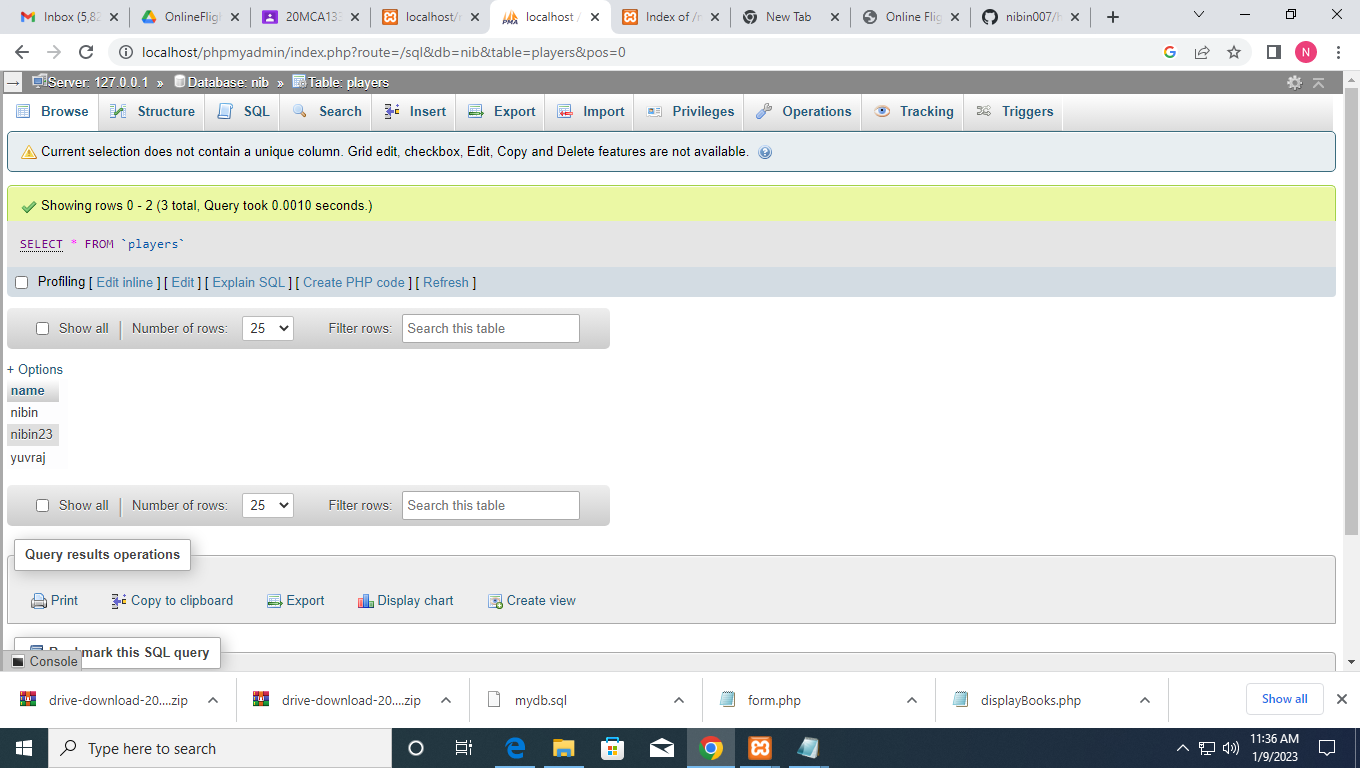 Inbox (5,82
OnlineFligh
20MCA133
localhost/n
localhost /
Index of /n
New Tab
Online Flig
nibin007/h
localhost/phpmyadmin/index.php?route=/sql&db=nib&table=players&pos=0
N
Server: 127.0.0.1 » Database: nib » Table: players
Browse Structure SQL Search Insert Export Import Privileges Operations Tracking Triggers
Current selection does not contain a unique column. Grid edit, checkbox, Edit, Copy and Delete features are not available.
Showing rows 0 - 2 (3 total, Query took 0.0010 seconds.)
SELECT * FROM `players`
Profiling [ Edit inline ] [ Edit ] [ Explain SQL ] [ Create PHP code ] [ Refresh ]
Show all Number of rows: 25 Filter rows: Search this table
+ Options
name
nibin
nibin23
yuvraj
Show all Number of rows: 25 Filter rows: Search this table
Query results operations
Print Copy to clipboard Export Display chart Create view
mark this SQL query
Console
drive-download-20....zip drive-download-20....zip mydb.sql form.php displayBooks.php Show all
Type here to search
11:36 AM
1/9/2023